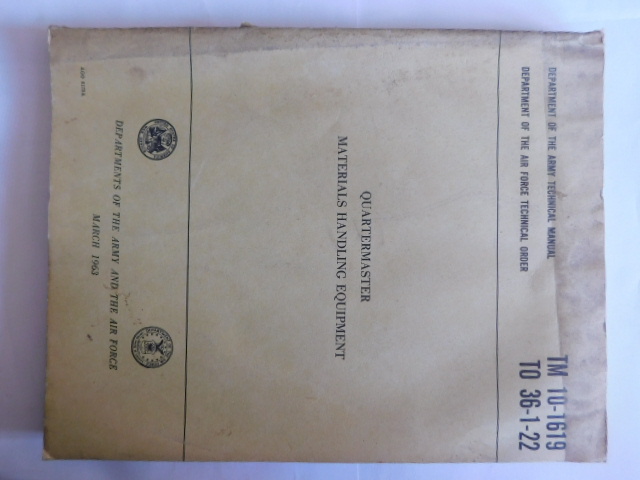 DEPARTMENT OF THE ARMY TECHNICAL MANUAL TM 10-1619
DEPARTMENT OF THE AIR FORCE TECHNICAL ORDER TO 36-1-22
QUARTERMASTER
MATERIALS HANDLING EQUIPMENT
DEPARTMENTS OF THE ARMY AND THE AIR FORCE
MARCH 1963